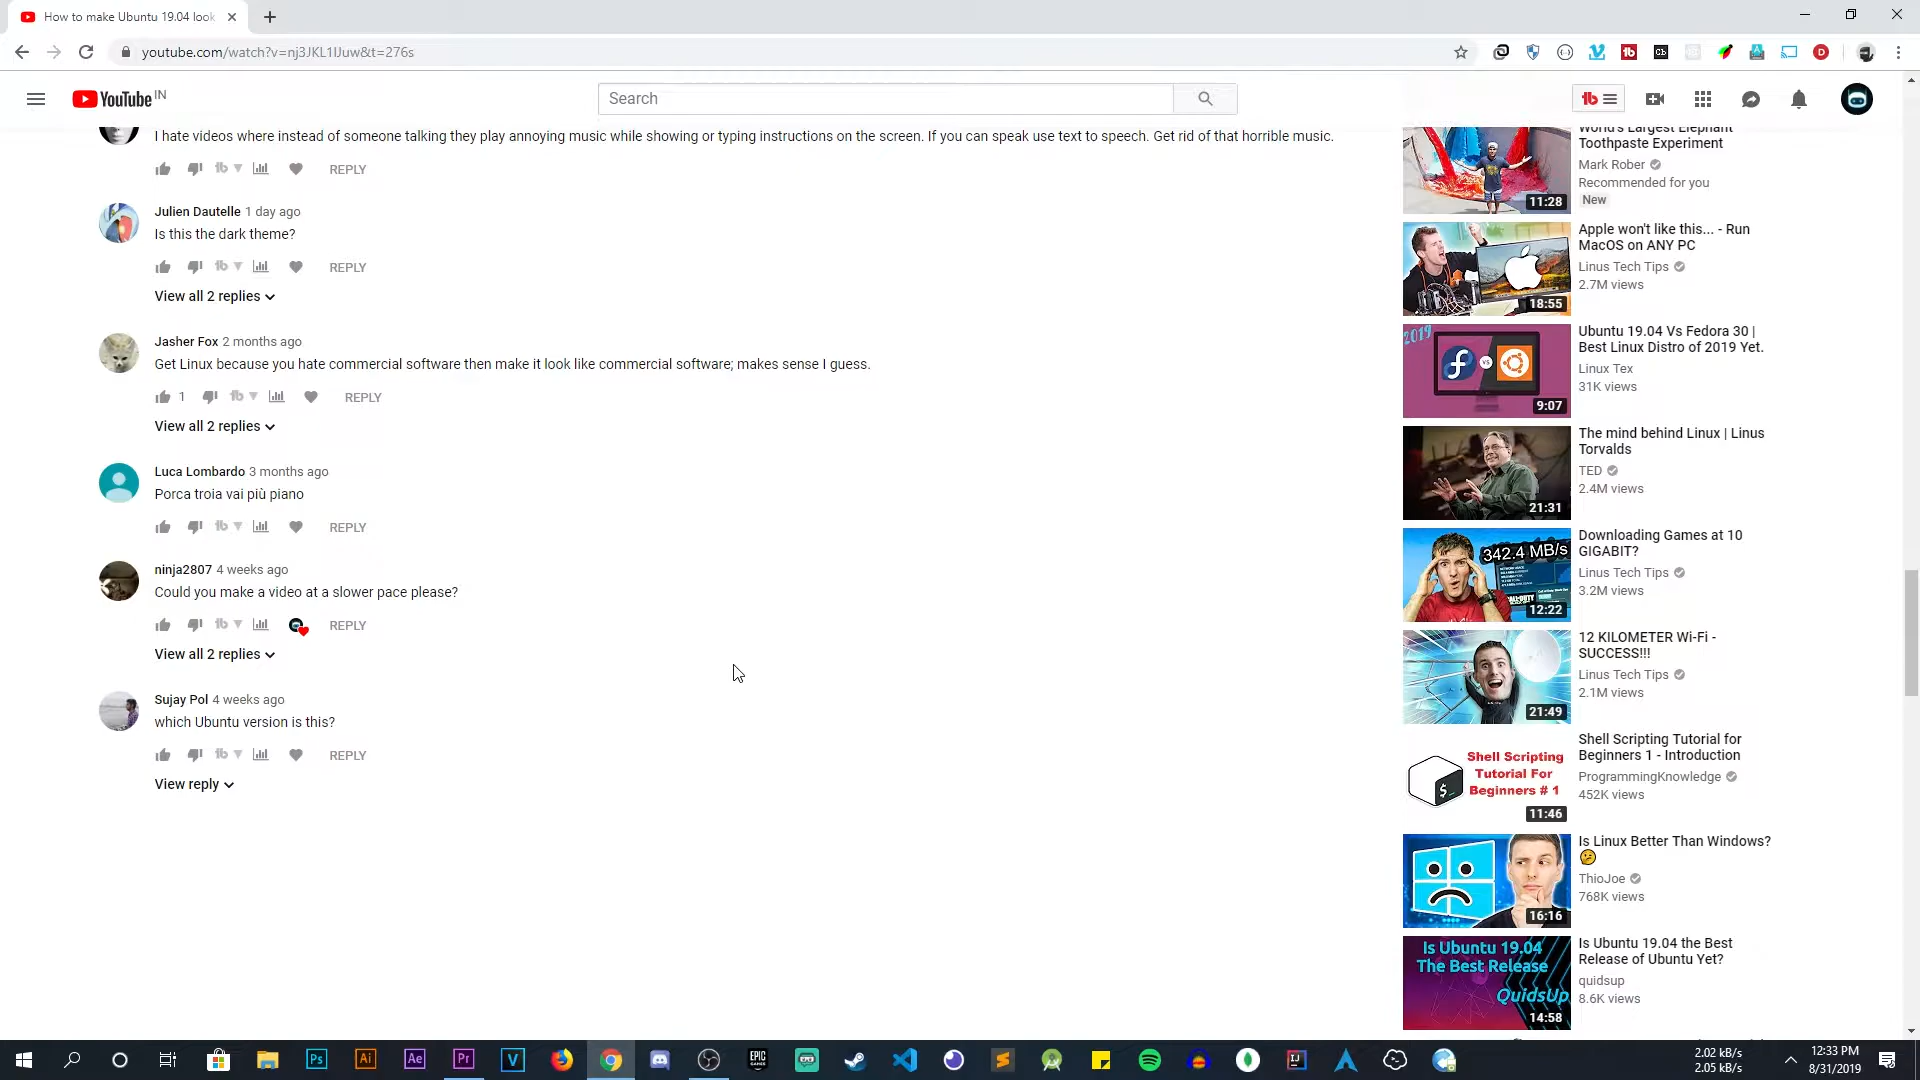 How to make Ubuntu 19.04 look
youtube.com/watch?v=nj3JKL1lJuw&t=276s
YouTube IN
Search
I hate videos where instead of someone talking they play annoying music while showing or typing instructions on the screen. If you can speak use text to speech. Get rid of that horrible music.
REPLY
Julien Dautelle 1 day ago
Is this the dark theme?
REPLY
View all 2 replies
Jasher Fox 2 months ago
Get Linux because you hate commercial software then make it look like commercial software; makes sense I guess.
1
REPLY
View all 2 replies
Luca Lombardo 3 months ago
Porca troia vai più piano
REPLY
ninja2807 4 weeks ago
Could you make a video at a slower pace please?
REPLY
View all 2 replies
Sujay Pol 4 weeks ago
which Ubuntu version is this?
REPLY
View reply
World's Largest Elephant
Toothpaste Experiment
Mark Rober
Recommended for you
New
11:28
Apple won't like this... - Run
MacOS on ANY PC
Linus Tech Tips
2.7M views
18:55
2019
VS
9:07
Ubuntu 19.04 Vs Fedora 30 |
Best Linux Distro of 2019 Yet.
Linux Tex
31K views
The mind behind Linux | Linus
Torvalds
TED
2.4M views
21:31
342.4 MB/s
12:22
Downloading Games at 10
GIGABIT?
Linus Tech Tips
3.2M views
12 KILOMETER Wi-Fi -
SUCCESS!!!
Linus Tech Tips
2.1M views
21:49
Shell Scripting
Tutorial For
Beginners # 1
11:46
Shell Scripting Tutorial for
Beginners 1 - Introduction
ProgrammingKnowledge
452K views
Is Linux Better Than Windows?
ThioJoe
768K views
16:16
Is Ubuntu 19.04
The Best Release
QuidsUp
14:58
Is Ubuntu 19.04 the Best
Release of Ubuntu Yet?
quidsup
8.6K views
Ps
Ai
Ae
Pr
V
EPIC
GAMES
IJ
2.02 kB/s
2.05 kB/s
12:33 PM
8/31/2019